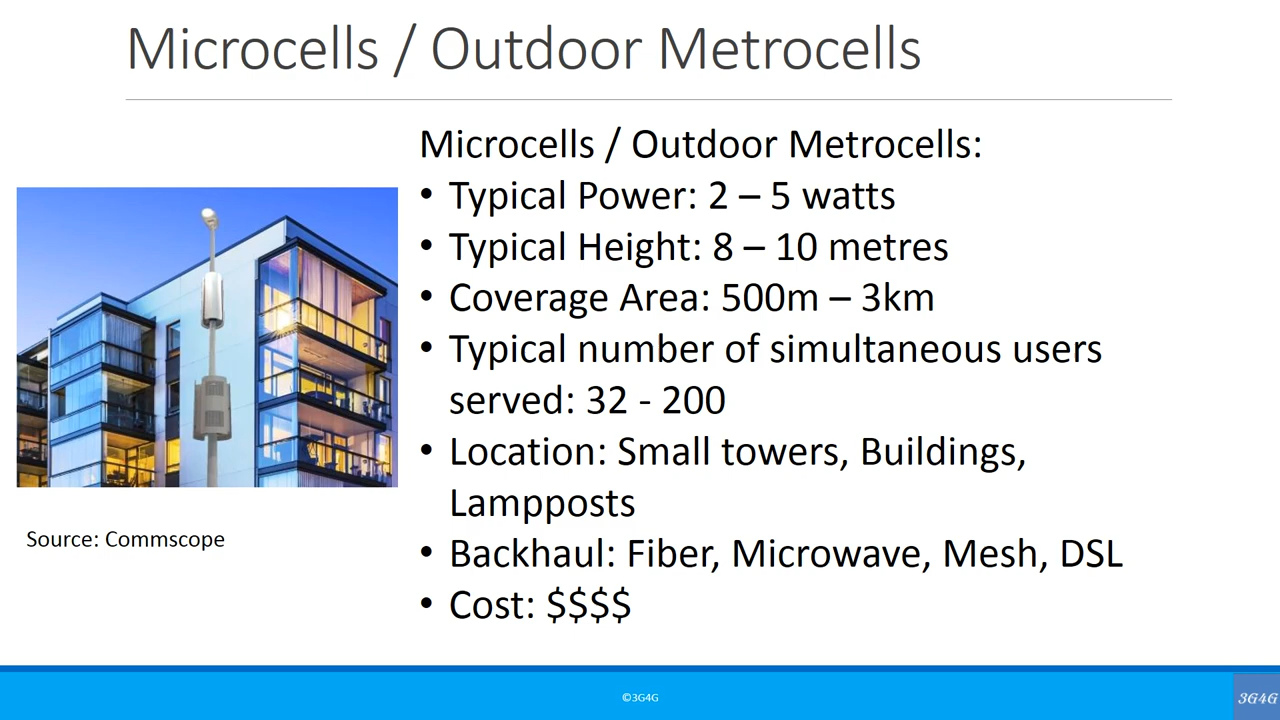 Microcells / Outdoor Metrocells
Microcells / Outdoor Metrocells:
• Typical Power: 2 – 5 watts
• Typical Height: 8 – 10 metres
• Coverage Area: 500m – 3km
• Typical number of simultaneous users
served: 32 - 200
• Location: Small towers, Buildings,
Lampposts
• Backhaul: Fiber, Microwave, Mesh, DSL
• Cost: $$$$
Source: Commscope
©3G4G
3G4G